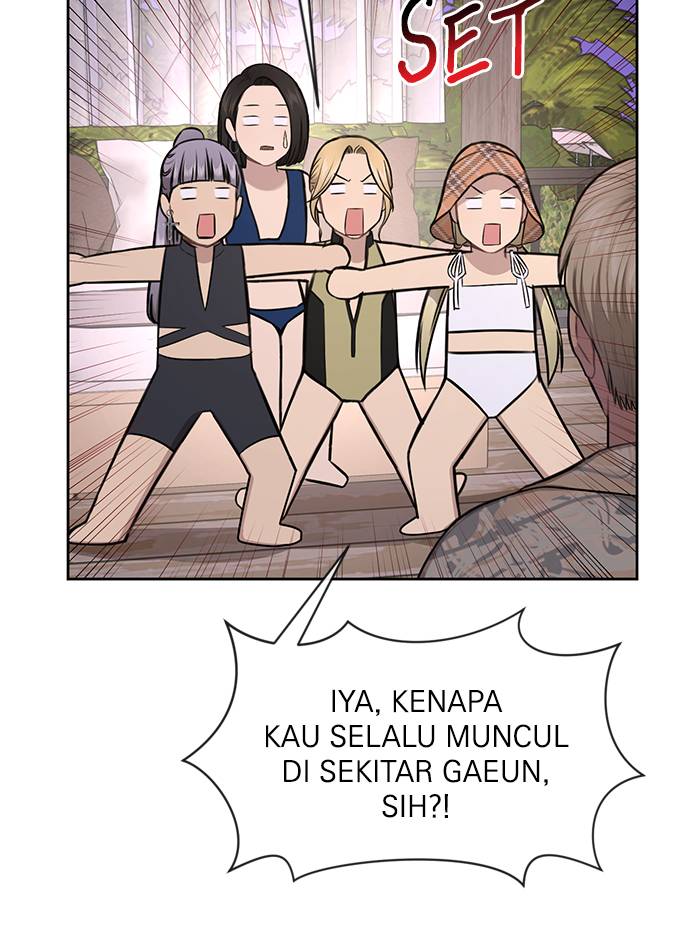 SET
IYA, KENAPA
KAU SELALU MUNCUL
DI SEKITAR GAEUN,
SIH?!